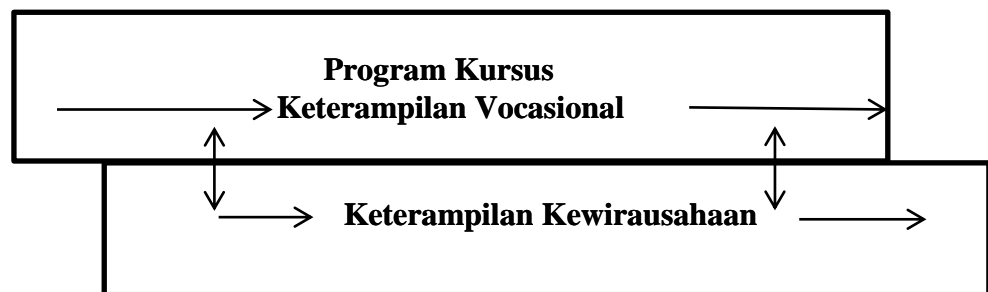 Program Kursus
Keterampilan Vocasional
Keterampilan Kewirausahaan